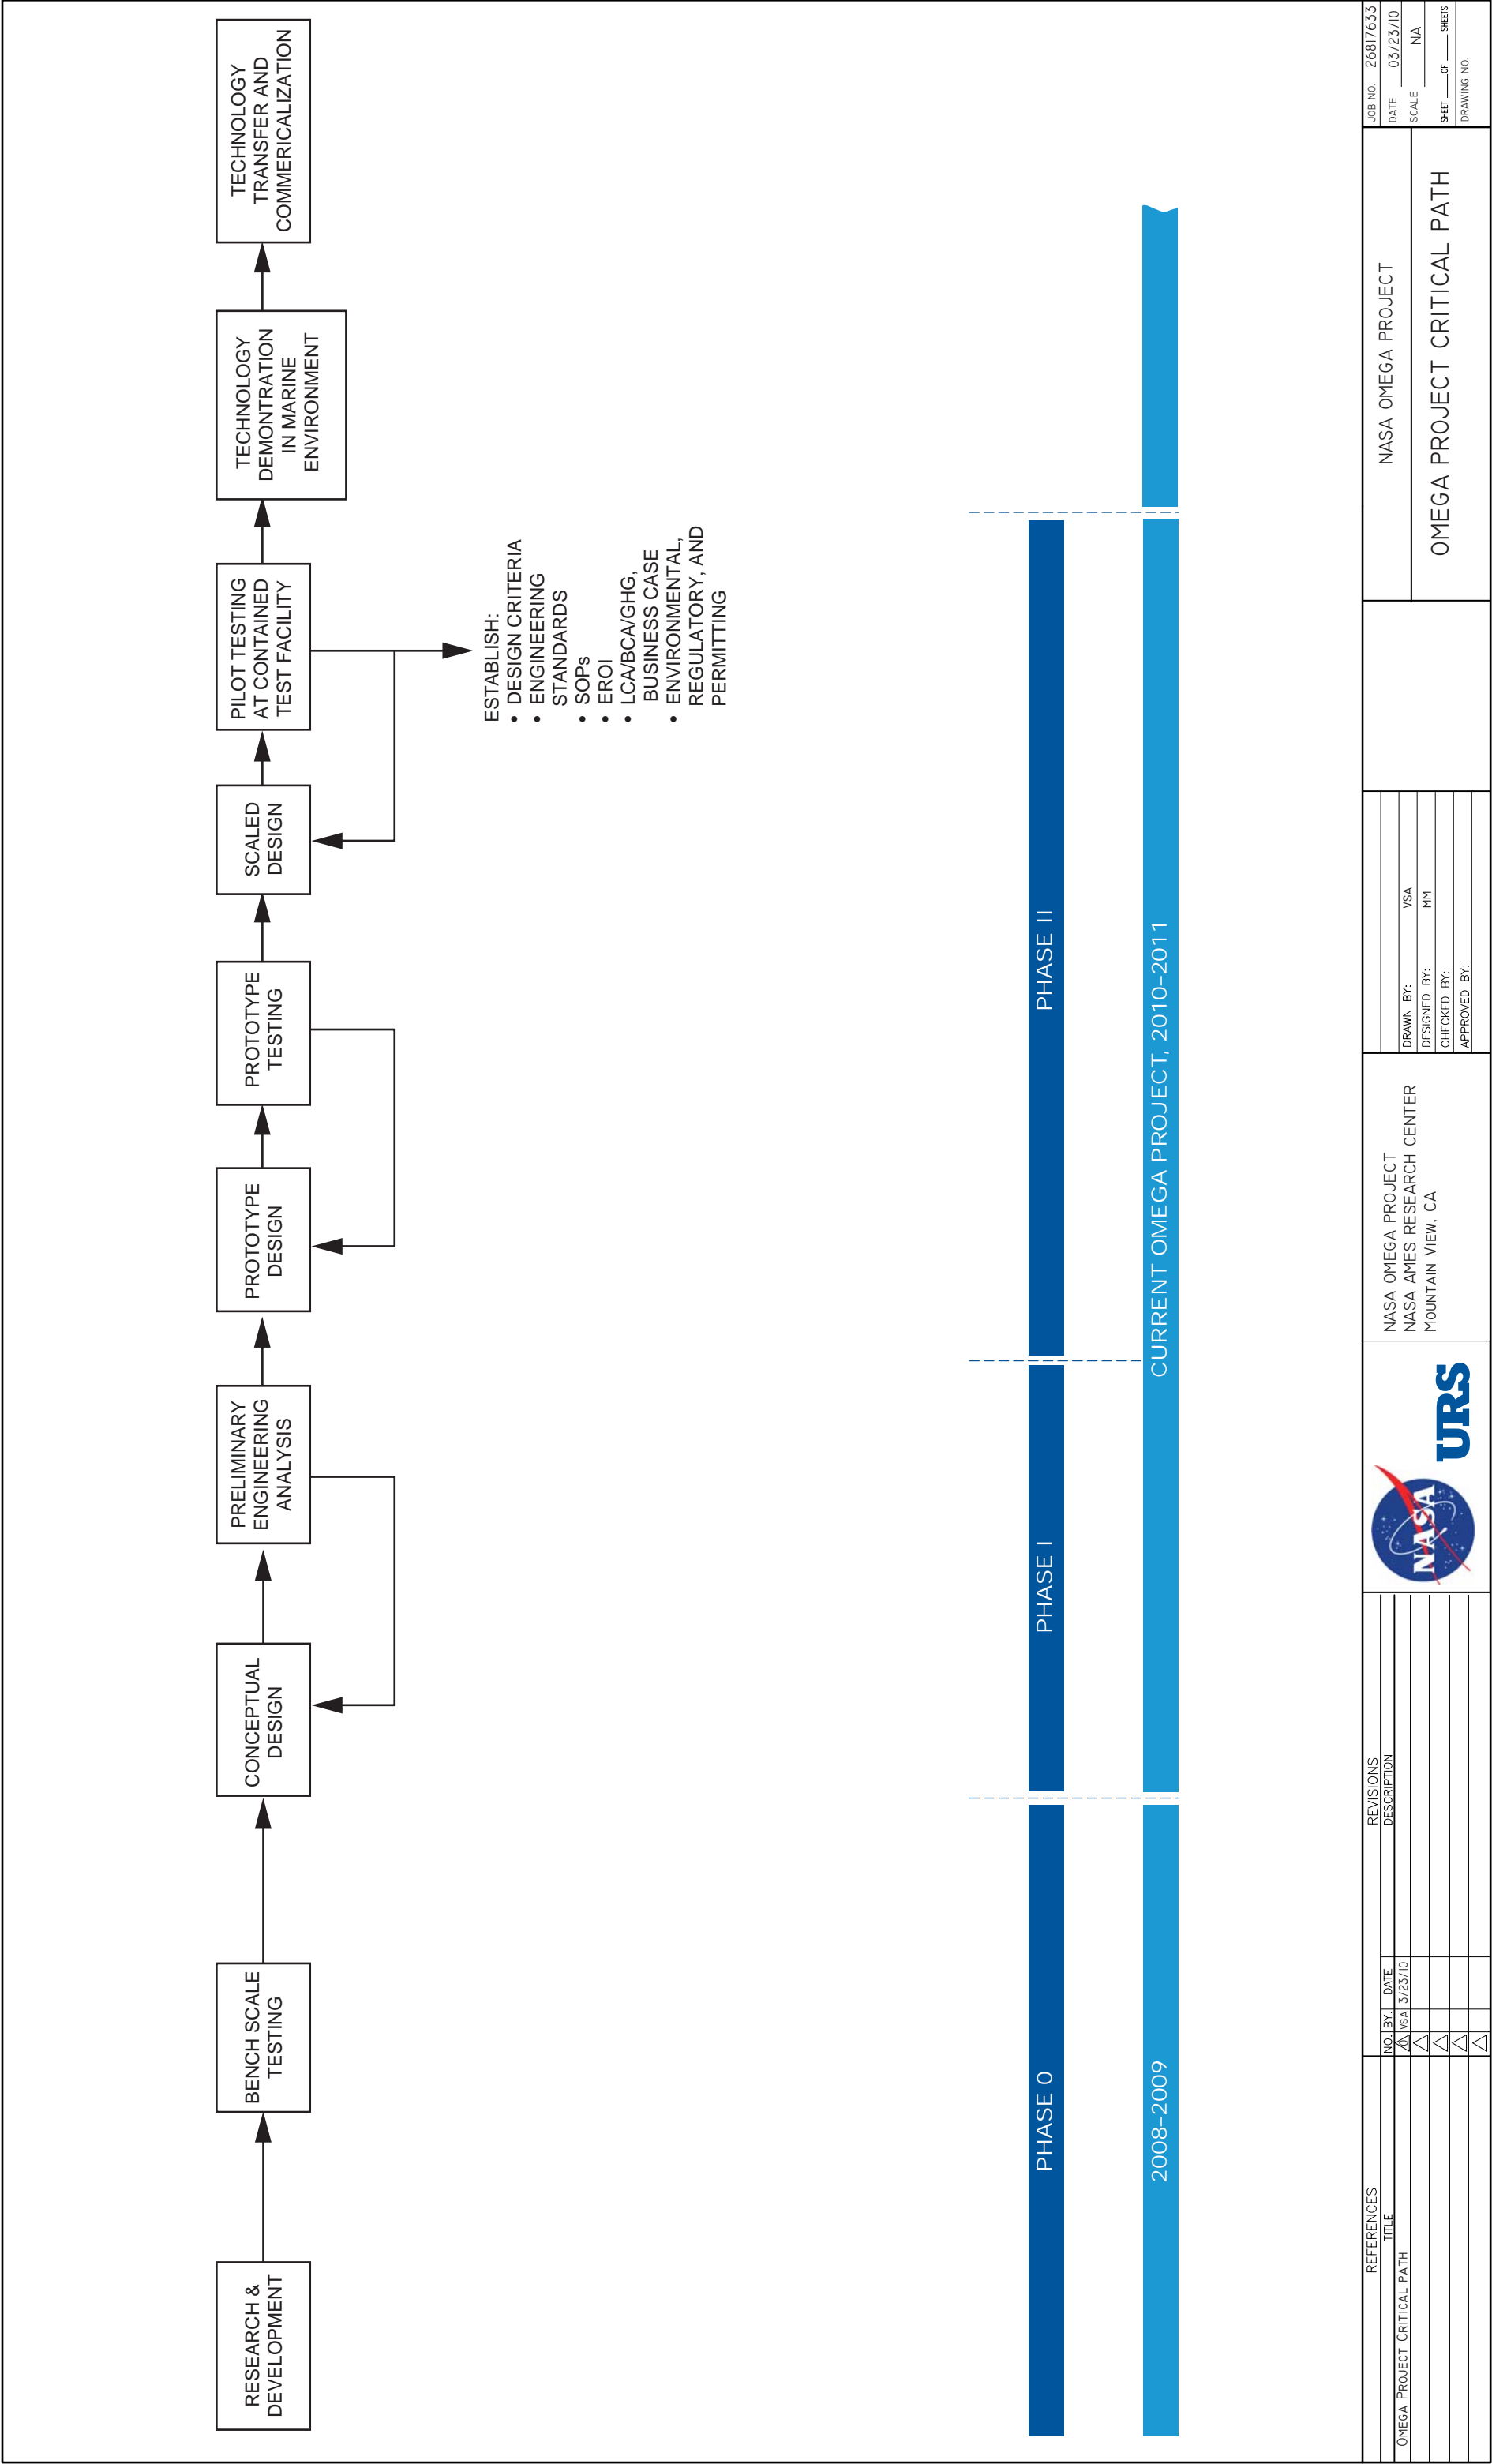 RESEARCH &
DEVELOPMENT
BENCH SCALE
TESTING
CONCEPTUAL
DESIGN
PRELIMINARY
ENGINEERING
ANALYSIS
PROTOTYPE
DESIGN
PROTOTYPE
TESTING
SCALED
DESIGN
PILOT TESTING
AT CONTAINED
TEST FACILITY
TECHNOLOGY
DEMONTRATION
IN MARINE
ENVIRONMENT
TECHNOLOGY
TRANSFER AND
COMMERICALIZATION
ESTABLISH:
• DESIGN CRITERIA
• ENGINEERING
STANDARDS
• SOPs
• EROI
• LCA/BCA/GHG,
BUSINESS CASE
• ENVIRONMENTAL,
REGULATORY, AND
PERMITTING
PHASE 0
PHASE I
PHASE II
2008–2009
CURRENT OMEGA PROJECT, 2010–2011
REFERENCES
TITLE
OMEGA PROJECT CRITICAL PATH
REVISIONS
NO. BY. DATE DESCRIPTION
0 VSA 3/23/10
NASA
URS
NASA OMEGA PROJECT
NASA AMES RESEARCH CENTER
MOUNTAIN VIEW, CA
DRAWN BY: VSA
DESIGNED BY: MM
CHECKED BY:
APPROVED BY:
NASA OMEGA PROJECT
OMEGA PROJECT CRITICAL PATH
JOB NO. 26817633
DATE 03/23/10
SCALE NA
SHEET ___ OF ___ SHEETS
DRAWING NO.